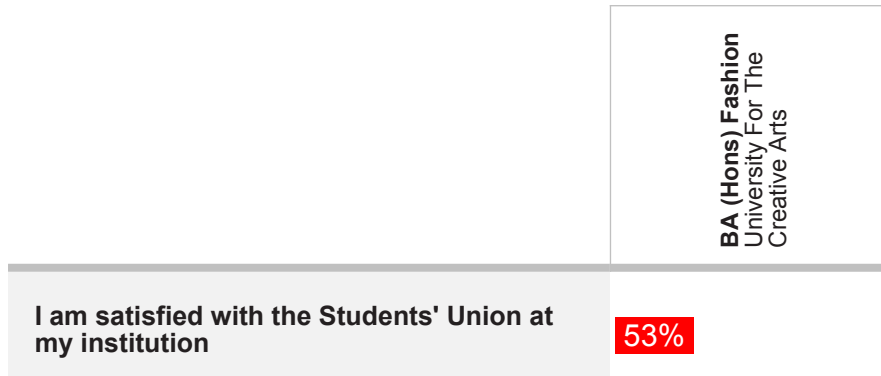 BA (Hons) Fashion
University For The
Creative Arts
I am satisfied with the Students' Union at
my institution
53%